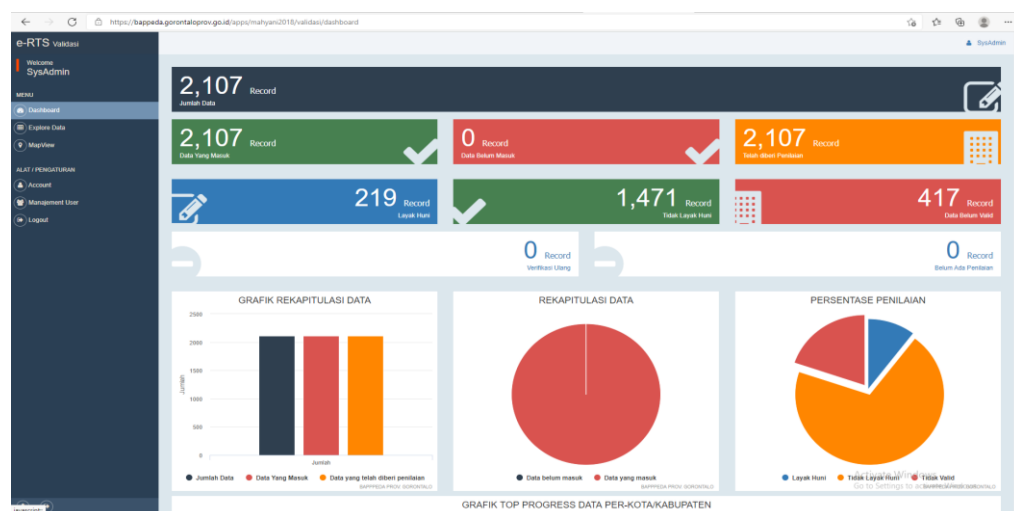 https://bappeda.gorontaloprov.go.id/apps/mahyani2018/validasi/dashboard
e-RTS Validasi
SysAdmin
Welcome
SysAdmin
MENU
Dashboard
Explore Data
MapView
ALAT / PENGATURAN
Account
Manajement User
Logout
2,107 Record
Jumlah Data
2,107 Record
Data Yang Masuk
0 Record
Data Belum Masuk
2,107 Record
Telah diberi Penilaian
219 Record
Layak Huni
1,471 Record
Tidak Layak Huni
417 Record
Data Belum Valid
0 Record
Verifikasi Ulang
0 Record
Belum Ada Penilaian
GRAFIK REKAPITULASI DATA
2500
2000
1500
1000
500
0
Jumlah
Jumlah
Jumlah Data Data Yang Masuk Data yang telah diberi penilaian
BAPPPEDA PROV. GORONTALO
REKAPITULASI DATA
Data belum masuk Data yang masuk
BAPPPEDA PROV. GORONTALO
PERSENTASE PENILAIAN
Layak Huni Tidak Layak Huni Tidak Valid
Activate Windows
Go to Settings to
GRAFIK TOP PROGRESS DATA PER-KOTA/KABUPATEN